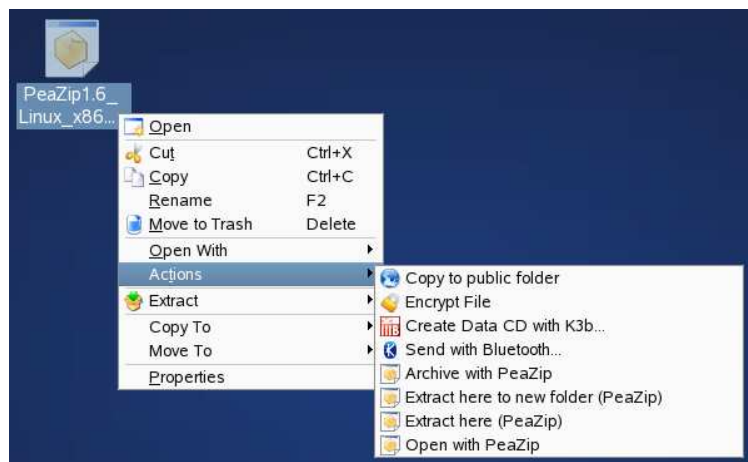 PeaZip1.6_
Linux_x86...
Open
Cut Ctrl+X
Copy Ctrl+C
Rename F2
Move to Trash Delete
Open With
Actions
Extract
Copy To
Move To
Properties
Copy to public folder
Encrypt File
Create Data CD with K3b...
Send with Bluetooth...
Archive with PeaZip
Extract here to new folder (PeaZip)
Extract here (PeaZip)
Open with PeaZip